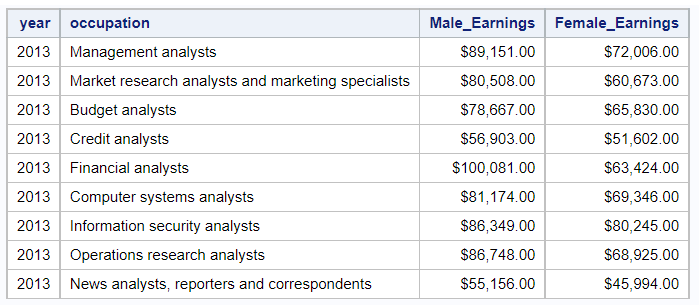 year occupation Male_Earnings Female_Earnings
2013 Management analysts $89,151.00 $72,006.00
2013 Market research analysts and marketing specialists $80,508.00 $60,673.00
2013 Budget analysts $78,667.00 $65,830.00
2013 Credit analysts $56,903.00 $51,602.00
2013 Financial analysts $100,081.00 $63,424.00
2013 Computer systems analysts $81,174.00 $69,346.00
2013 Information security analysts $86,349.00 $80,245.00
2013 Operations research analysts $86,748.00 $68,925.00
2013 News analysts, reporters and correspondents $55,156.00 $45,994.00